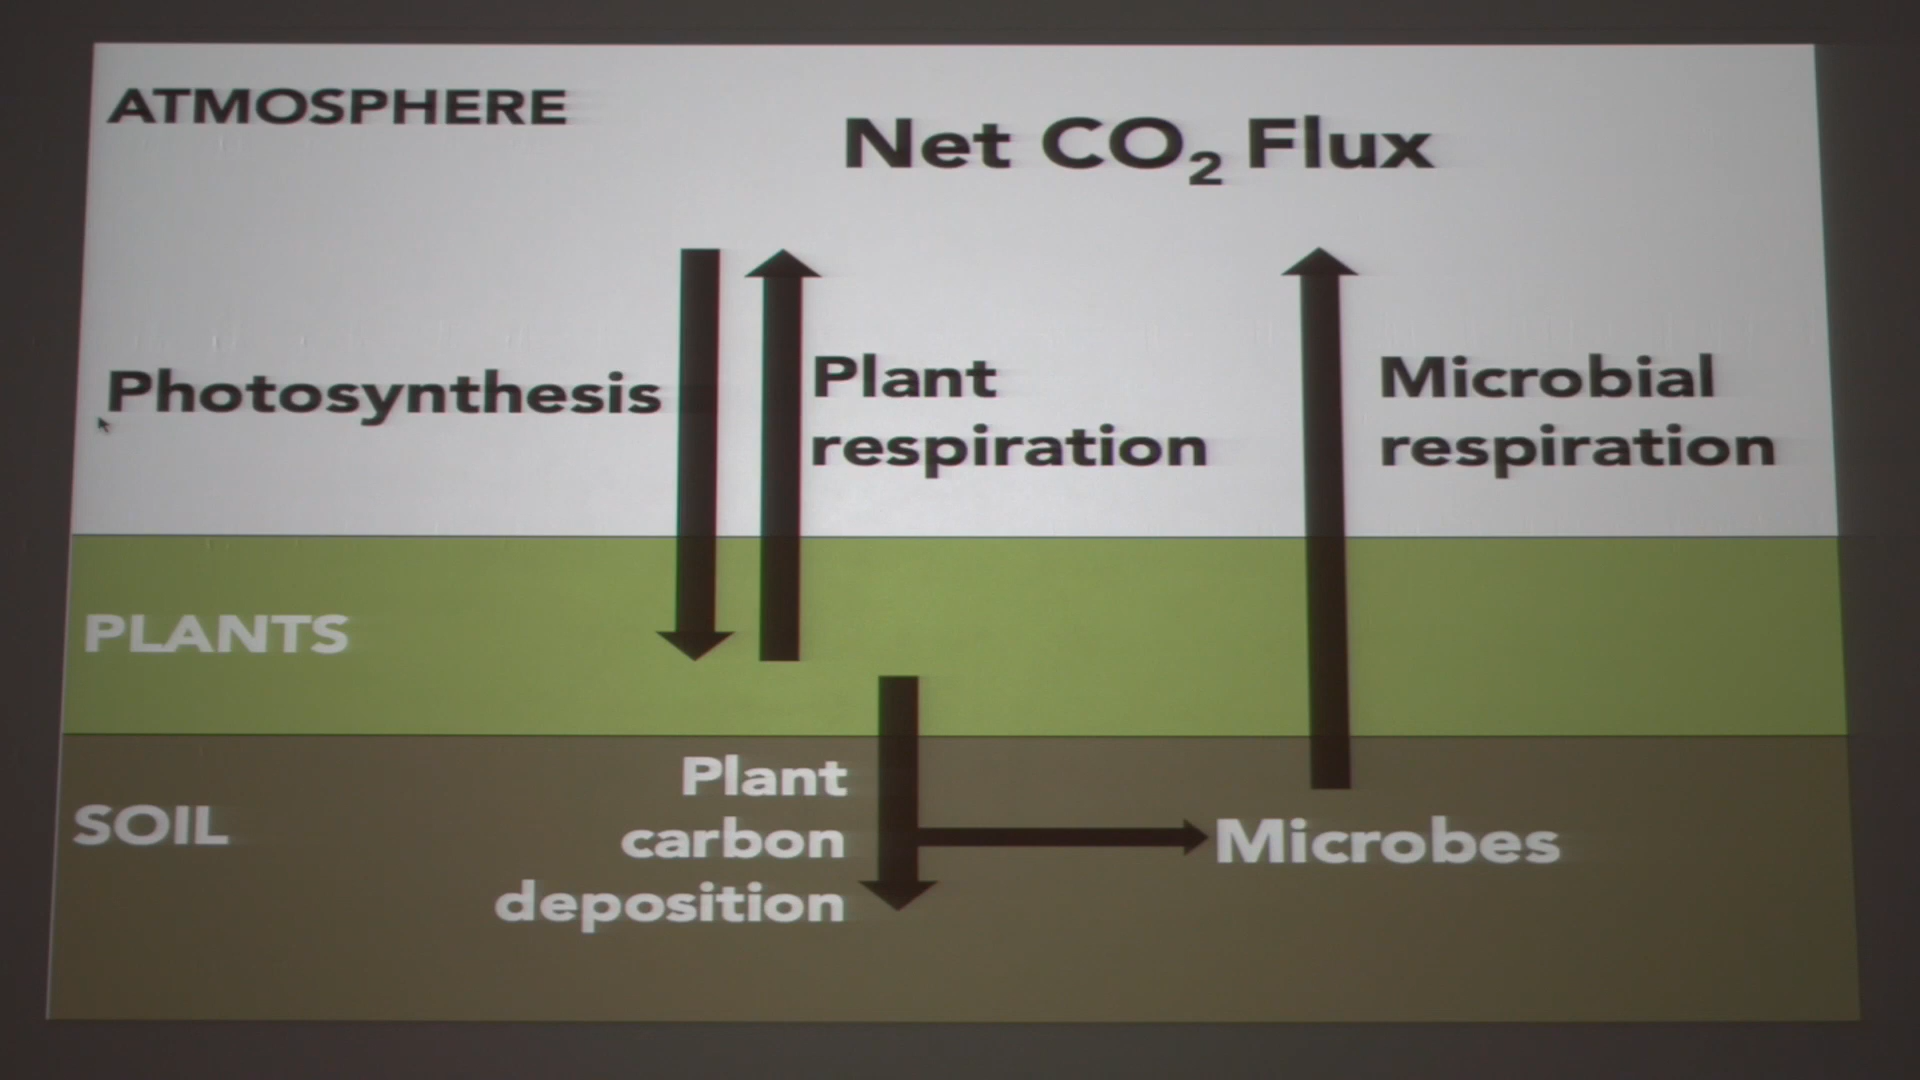 ATMOSPHERE
Net CO₂ Flux
Photosynthesis
Plant
respiration
Microbial
respiration
PLANTS
SOIL
Plant
carbon
deposition
Microbes